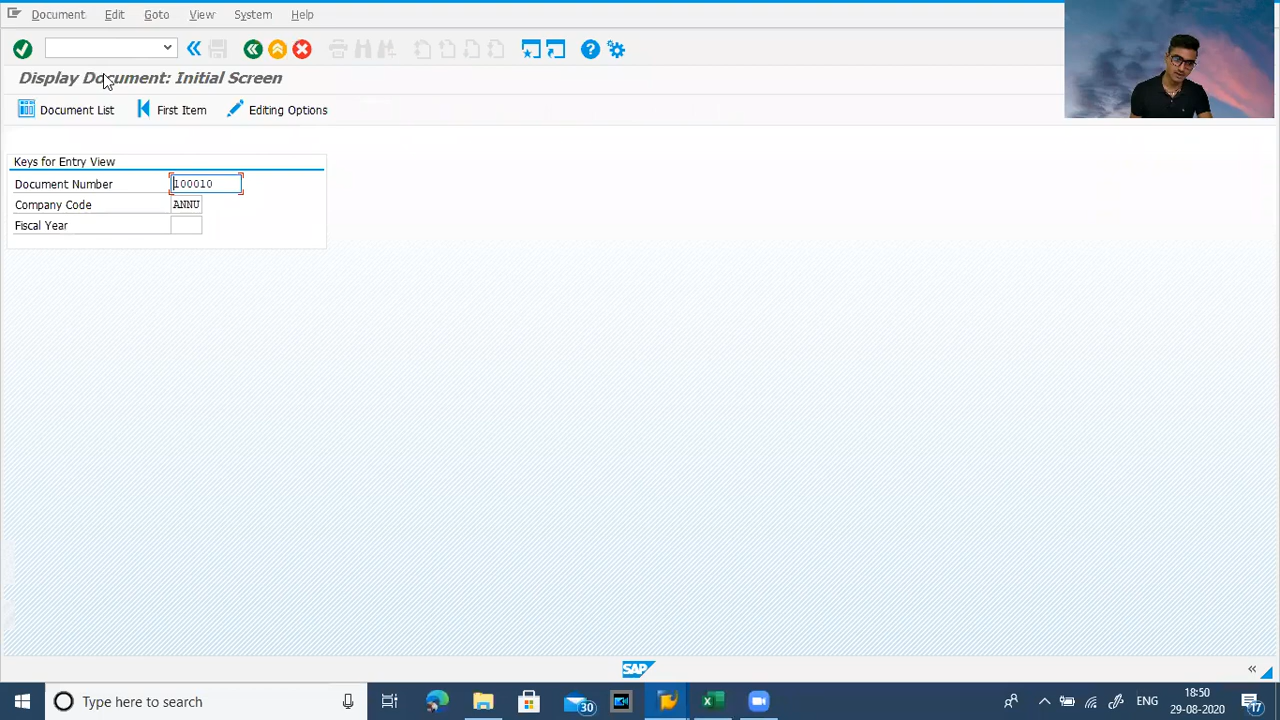 Document Edit Goto View System Help
Display Document: Initial Screen
Document List First Item Editing Options
Keys for Entry View
Document Number 100010
Company Code ANNU
Fiscal Year
SAP
Type here to search
30
ENG
18:50
29-08-2020
17